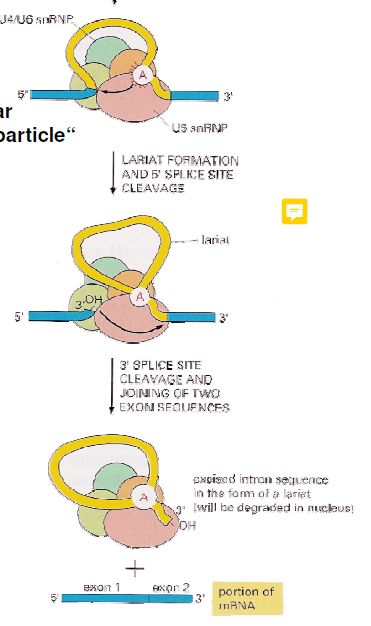 U4/U6 snRNP
A
5'
3'
ar
particle“
U5 snRNP
LARIAT FORMATION
AND 5' SPLICE SITE
CLEAVAGE
lariat
3' OH
A
5'
3'
3' SPLICE SITE
CLEAVAGE AND
JOINING OF TWO
EXON SEQUENCES
excised intron sequence
in the form of a lariat
(will be degraded in nucleus)
A
3'
OH
+
exon 1 exon 2
5'
3'
portion of
mRNA